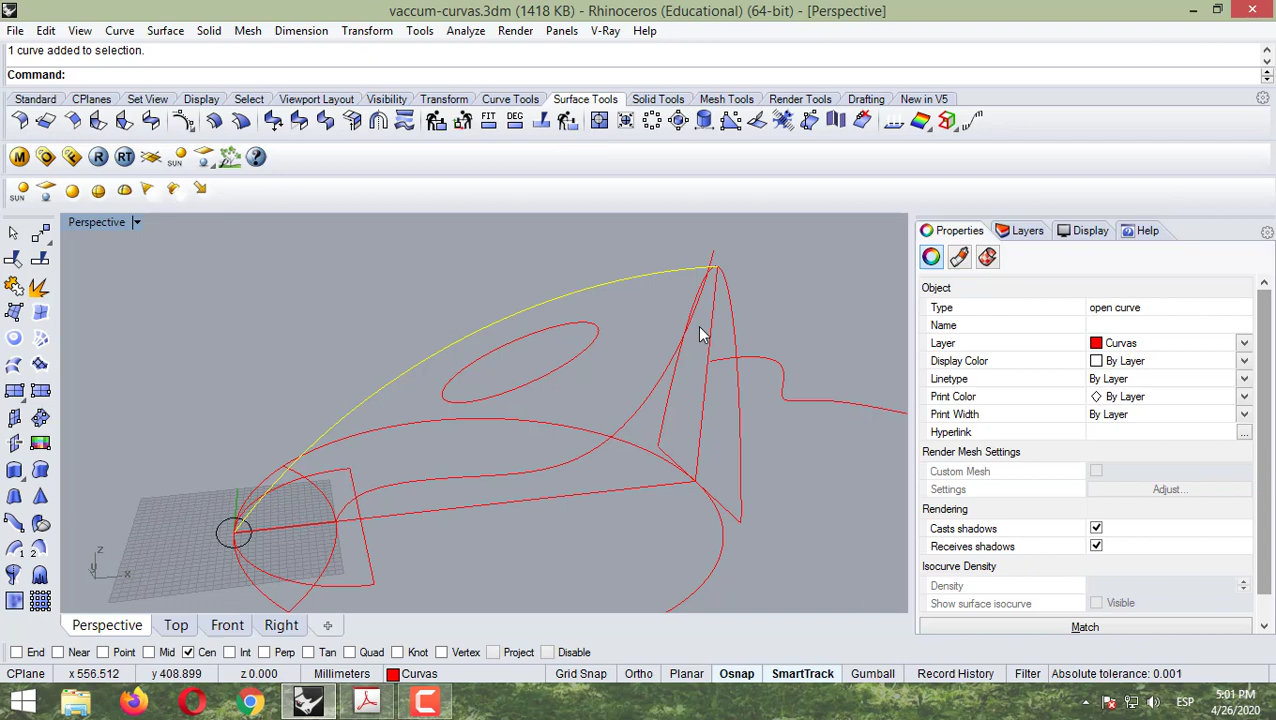 vaccum-curvas.3dm (1418 KB) - Rhinoceros (Educational) (64-bit) - [Perspective]
File Edit View Curve Surface Solid Mesh Dimension Transform Tools Analyze Render Panels V-Ray Help
1 curve added to selection.
Command:
Standard CPlanes Set View Display Select Viewport Layout Visibility Transform Curve Tools Surface Tools Solid Tools Mesh Tools Render Tools Drafting New in V5
FIT DEG
M R RT SUN
SUN
Perspective
Properties Layers Display Help
Object
Type open curve
Name
Layer Curvas
Display Color By Layer
Linetype By Layer
Print Color By Layer
Print Width By Layer
Hyperlink ...
Render Mesh Settings
Custom Mesh
Settings Adjust...
Rendering
Casts shadows
Receives shadows
Isocurve Density
Density
Show surface isocurve Visible
Match
z
x
Perspective Top Front Right
End Near Point Mid Cen Int Perp Tan Quad Knot Vertex Project Disable
CPlane x 556.512 y 408.899 z 0.000 Millimeters Curvas Grid Snap Ortho Planar Osnap SmartTrack Gumball Record History Filter Absolute tolerance: 0.001
ESP
5:01 PM
4/26/2020